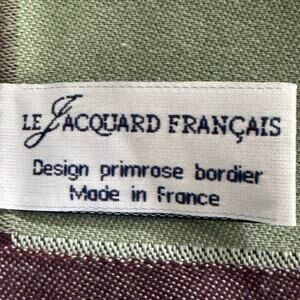 LE JACQUARD FRANÇAIS
Design primrose bordier
Made in France